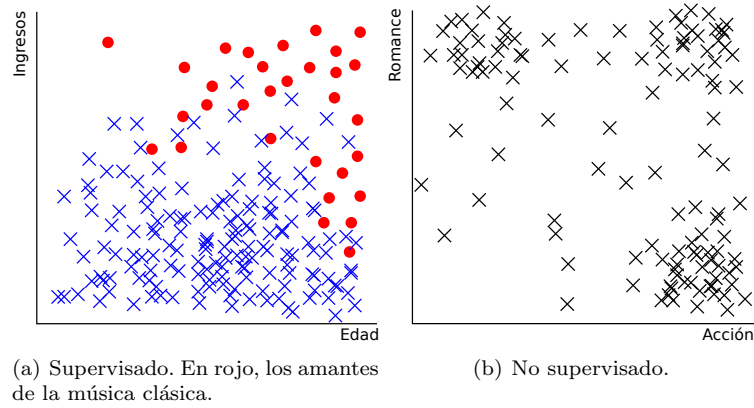 Ingresos
Edad
Romance
Acción
(a) Supervisado. En rojo, los amantes
de la música clásica.
(b) No supervisado.